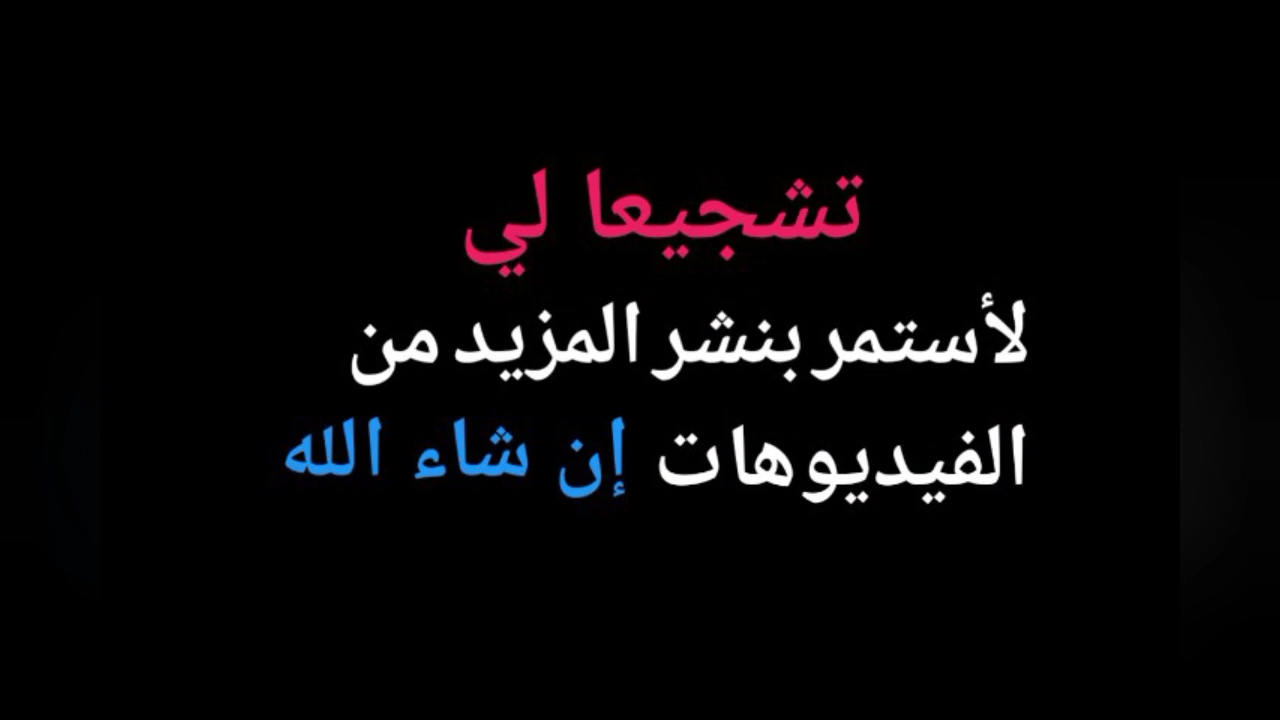 تشجيعا لي
لأستمر بنشر المزيد من
الفيديوهات إن شاء الله